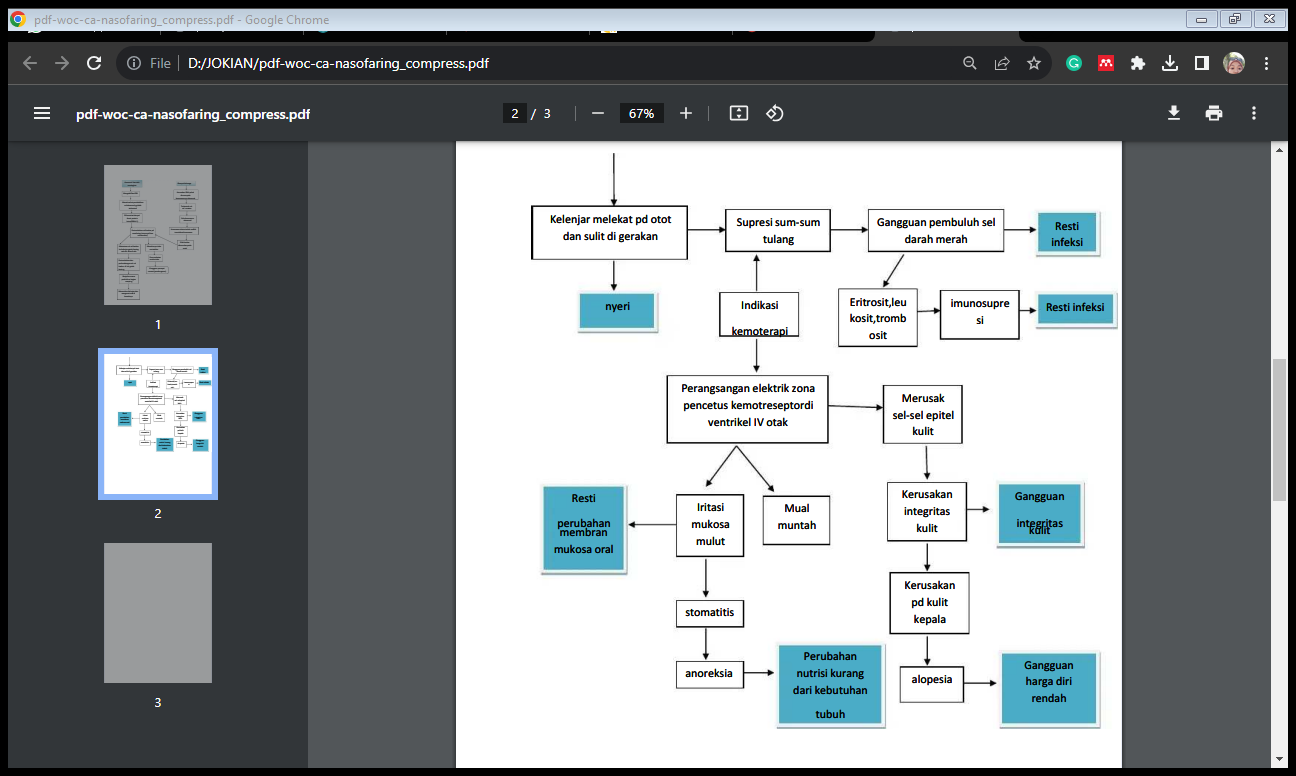 pdf-woc-ca-nasofaring_compress.pdf - Google Chrome
File
D:/JOKIAN/pdf-woc-ca-nasofaring_compress.pdf
pdf-woc-ca-nasofaring_compress.pdf
2 / 3
67%
1
2
3
Kelenjar melekat pd otot
dan sulit di gerakan
Supresi sum-sum
tulang
Gangguan pembuluh sel
darah merah
Resti
infeksi
nyeri
Indikasi
kemoterapi
Eritrosit,leu
kosit,tromb
osit
imunosupre
si
Resti infeksi
Perangsangan elektrik zona
pencetus kemotreseptordi
ventrikel IV otak
Merusak
sel-sel epitel
kulit
Resti
perubahan
membran
mukosa oral
Iritasi
mukosa
mulut
Mual
muntah
Kerusakan
integritas
kulit
Gangguan
integritas
kulit
Kerusakan
pd kulit
kepala
stomatitis
anoreksia
Perubahan
nutrisi kurang
dari kebutuhan
tubuh
alopesia
Gangguan
harga diri
rendah